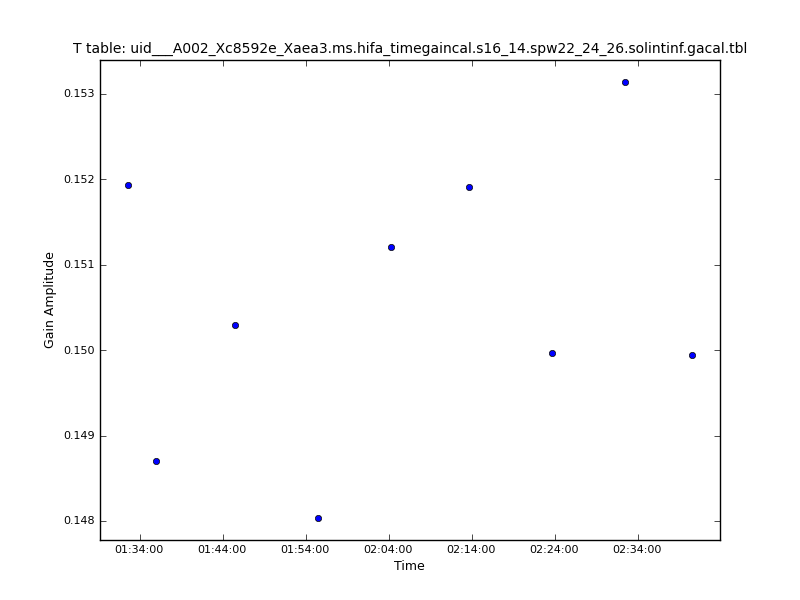 T table: uid___A002_Xc8592e_Xaea3.ms.hifa_timegaincal.s16_14.spw22_24_26.solintinf.gacal.tbl
0.153
0.152
0.151
0.150
0.149
0.148
Gain Amplitude
01:34:00 01:44:00 01:54:00 02:04:00 02:14:00 02:24:00 02:34:00
Time